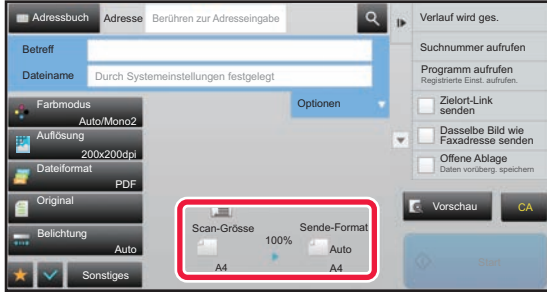 Adressbuch
Adresse
Berühren zur Adresseingabe
Verlauf wird ges.
Betreff
Suchnummer aufrufen
Dateiname
Durch Systemeinstellungen festgelegt
Programm aufrufen
Registrierte Einst. aufrufen.
Optionen
Farbmodus
Auto/Mono2
Zielort-Link
senden
Auflösung
200x200dpi
Dasselbe Bild wie
Faxadresse senden
Dateiformat
PDF
Offene Ablage
Daten vorüberg. speichern
Original
Scan-Grösse
100%
Sende-Format
Auto
A4
A4
Vorschau
CA
Belichtung
Auto
Sonstiges
Start